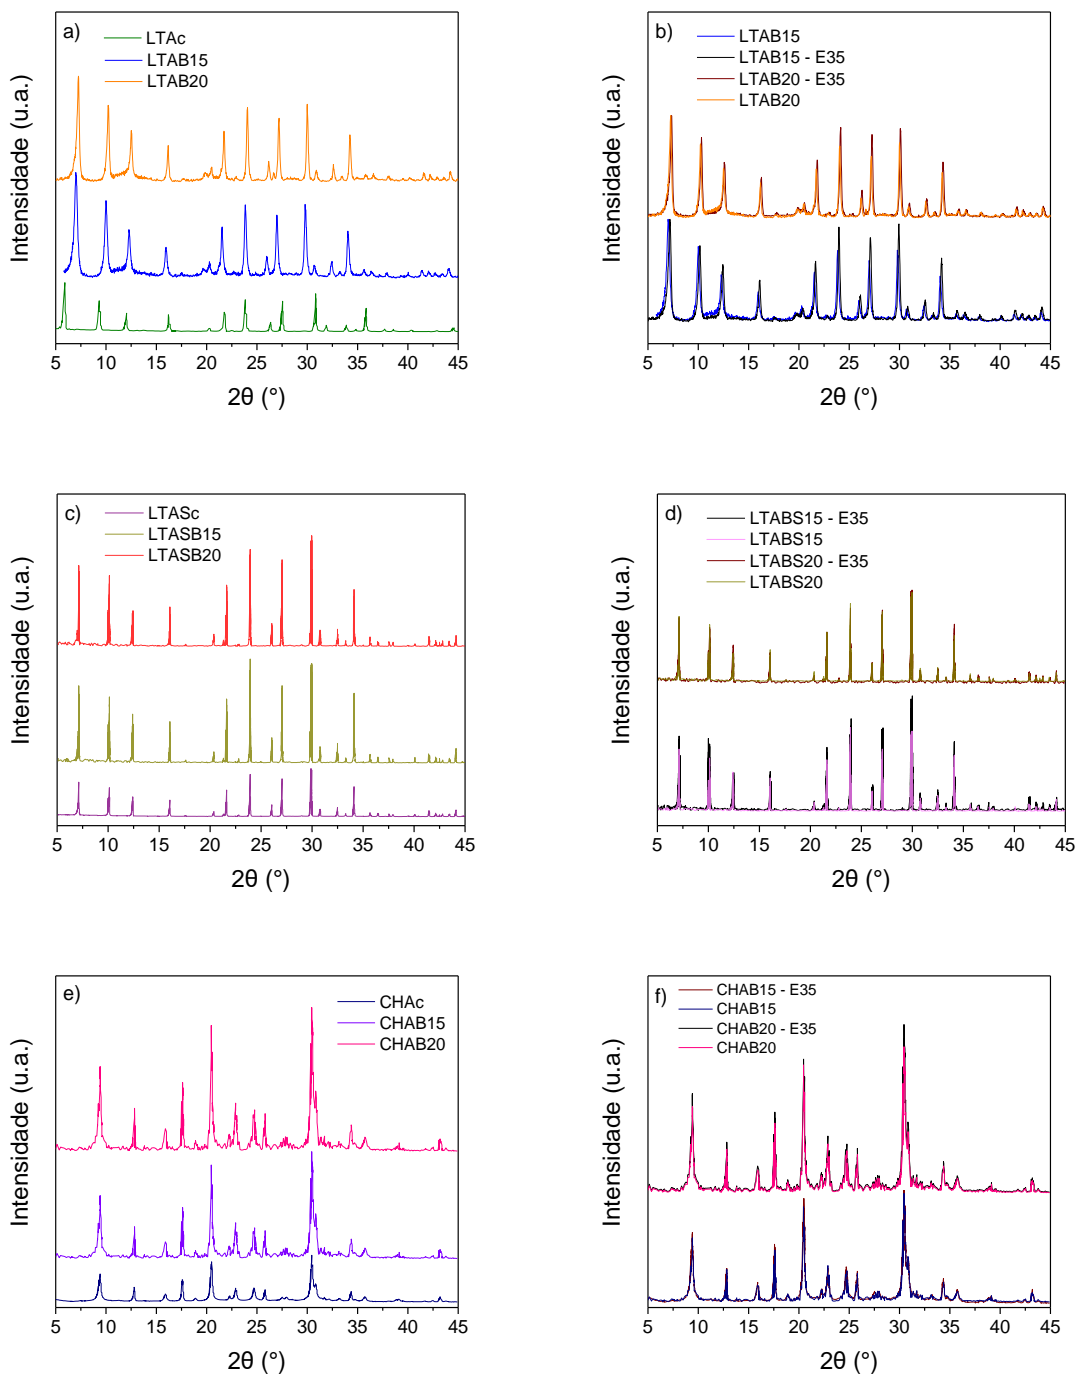 a)
LTAc
LTAB15
LTAB20
Intensidade (u.a.)
5 10 15 20 25 30 35 40 45
2θ (°)
b)
LTAB15
LTAB15 - E35
LTAB20 - E35
LTAB20
Intensidade (u.a.)
5 10 15 20 25 30 35 40 45
2θ (°)
c)
LTASc
LTASB15
LTASB20
Intensidade (u.a.)
5 10 15 20 25 30 35 40 45
2θ (°)
d)
LTABS15 - E35
LTABS15
LTABS20 - E35
LTABS20
Intensidade (u.a.)
5 10 15 20 25 30 35 40 45
2θ (°)
e)
CHAc
CHAB15
CHAB20
Intensidade (u.a.)
5 10 15 20 25 30 35 40 45
2θ (°)
f)
CHAB15 - E35
CHAB15
CHAB20 - E35
CHAB20
Intensidade (u.a.)
5 10 15 20 25 30 35 40 45
2θ (°)